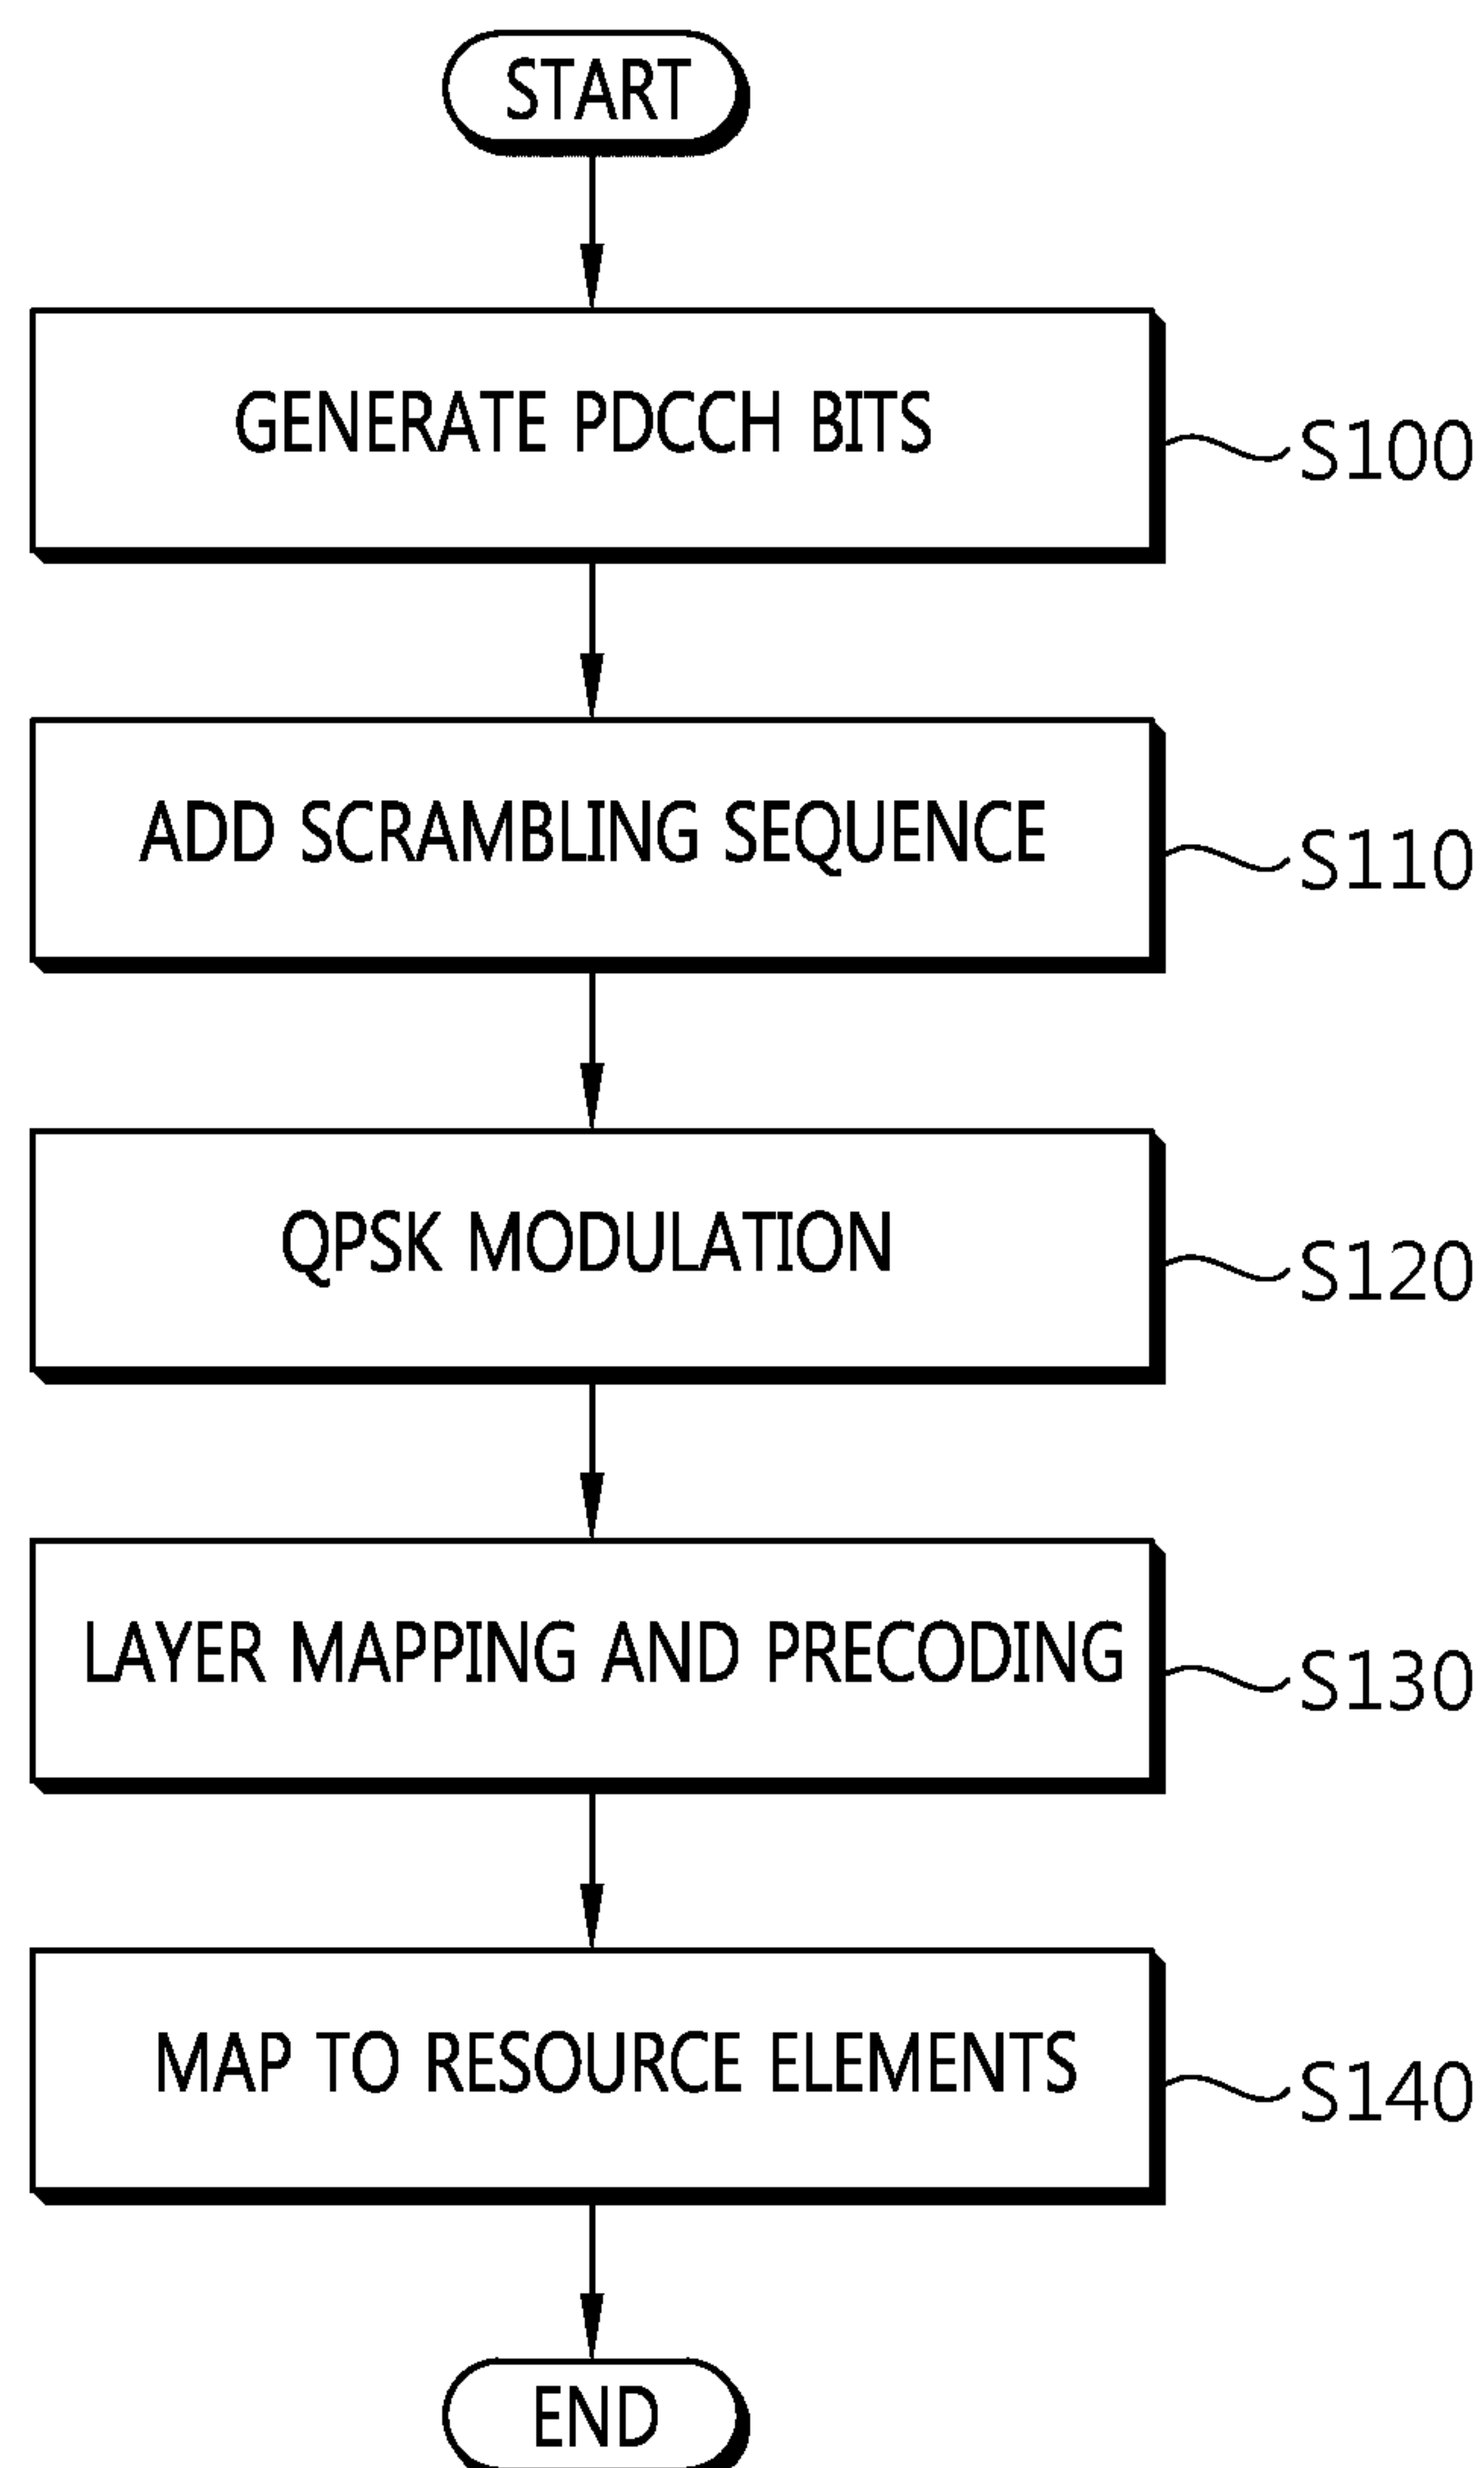 START
GENERATE PDCCH BITS
S100
ADD SCRAMBLING SEQUENCE
S110
QPSK MODULATION
S120
LAYER MAPPING AND PRECODING
S130
MAP TO RESOURCE ELEMENTS
S140
END